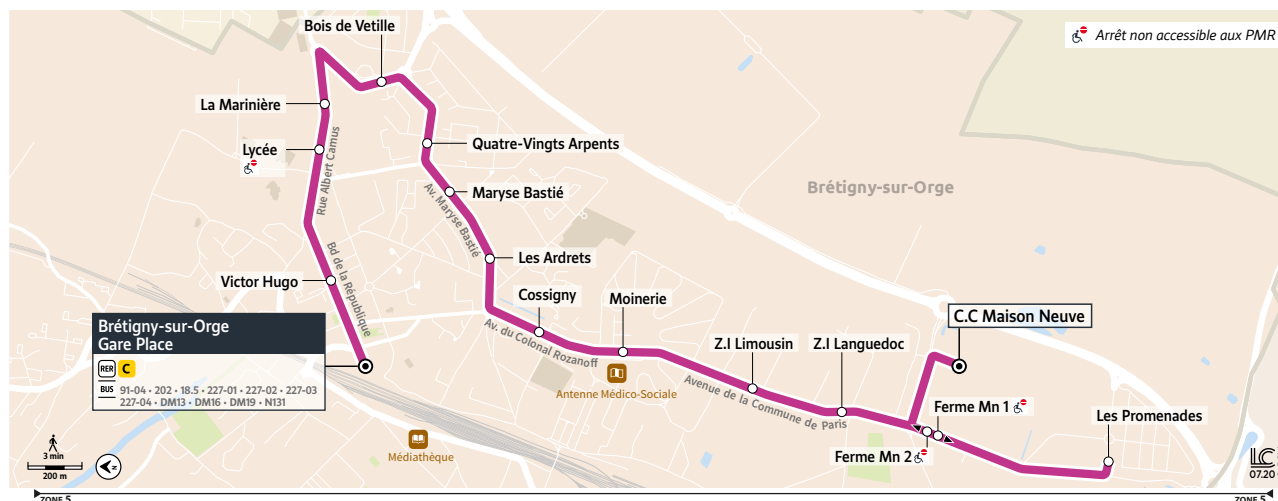 Bois de Vetille
Arrêt non accessible aux PMR
La Marinière
Lycée
Rue Albert Camus
Quatre-Vingts Arpents
Maryse Bastié
Av. Maryse Bastié
Brétigny-sur-Orge
Les Ardrets
Victor Hugo
Bd de la République
Cossigny
Moinerie
Av. du Colonal Rozanoff
Brétigny-sur-Orge
Gare Place
RER C
BUS 91-04 • 202 • 18.5 • 227-01 • 227-02 • 227-03
227-04 • DM13 • DM16 • DM19 • N131
C.C Maison Neuve
Z.I Limousin
Z.I Languedoc
Antenne Médico-Sociale
Avenue de la Commune de Paris
Ferme Mn 1
Les Promenades
Ferme Mn 2
Médiathèque
3 min
200 m
N
LC
07.20
ZONE 5
ZONE 5